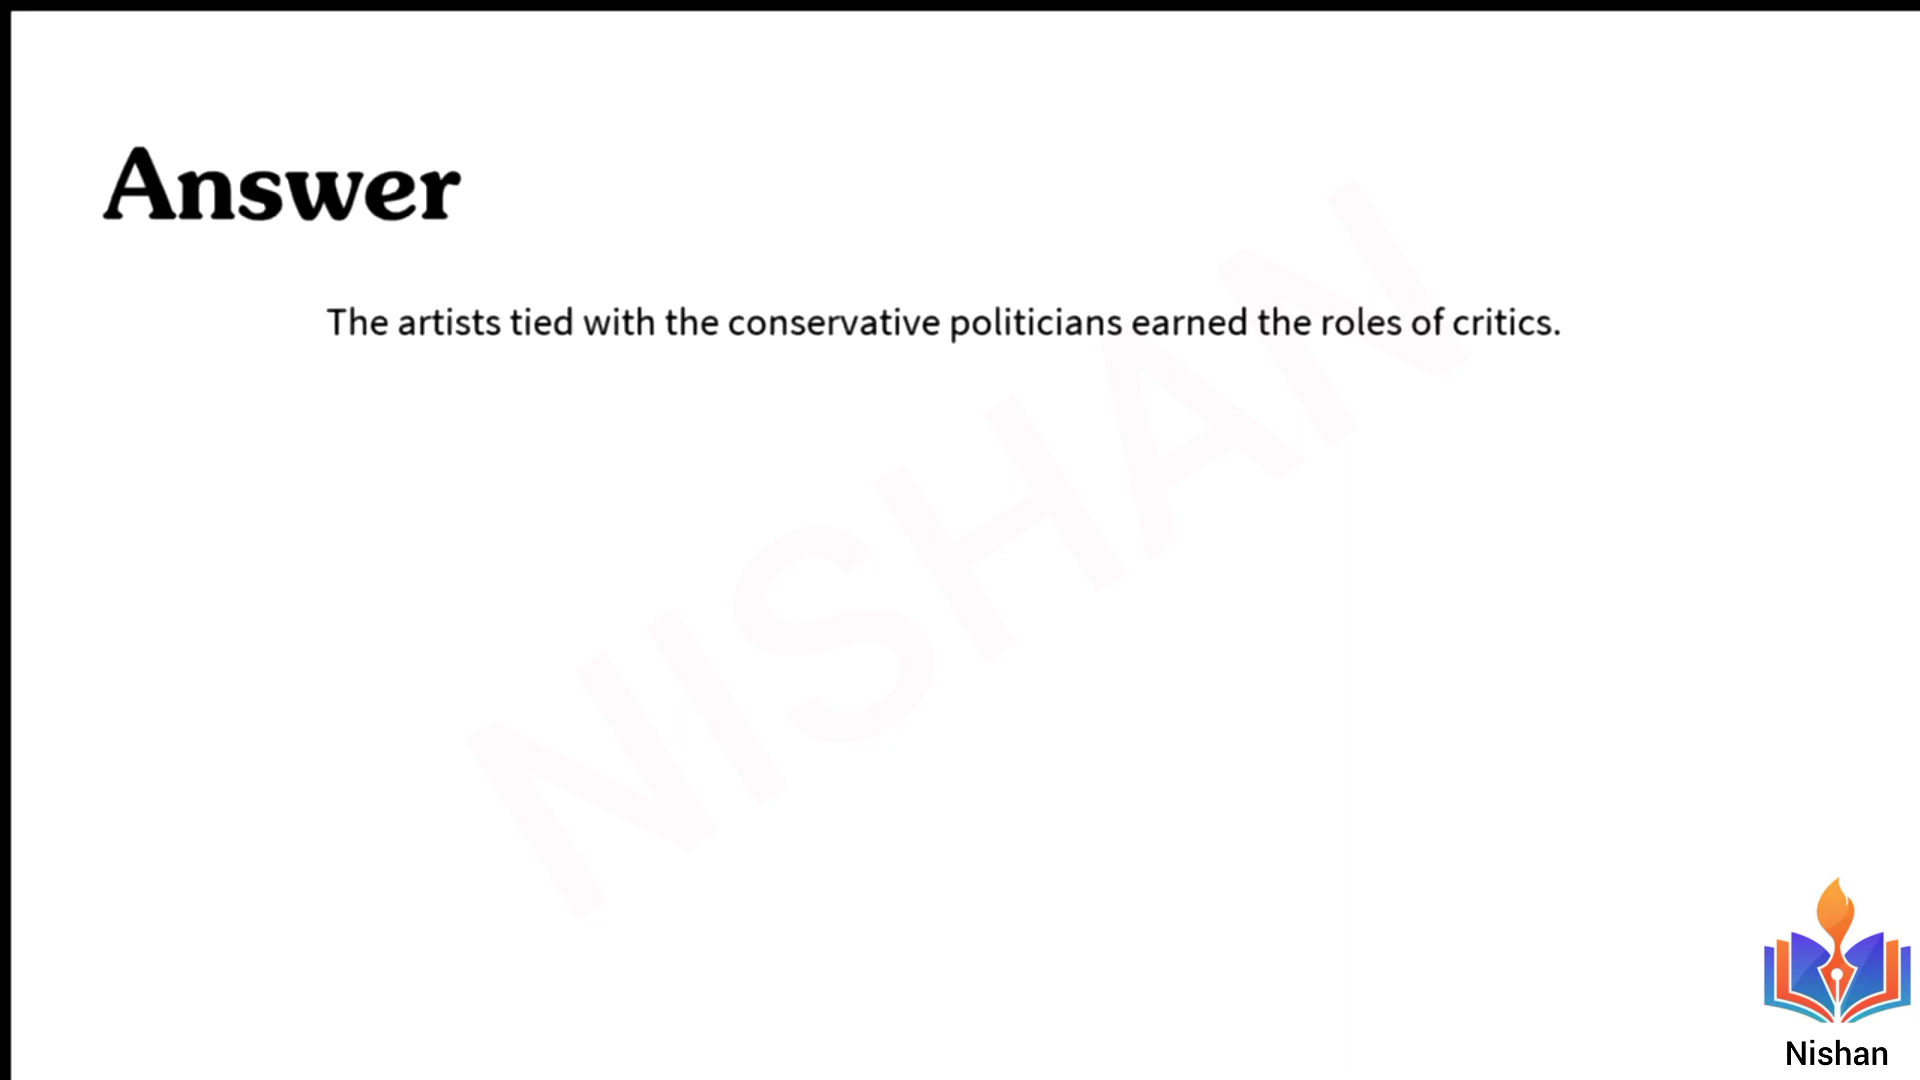 Answer
The artists tied with the conservative politicians earned the roles of critics.
NISHAN
Nishan